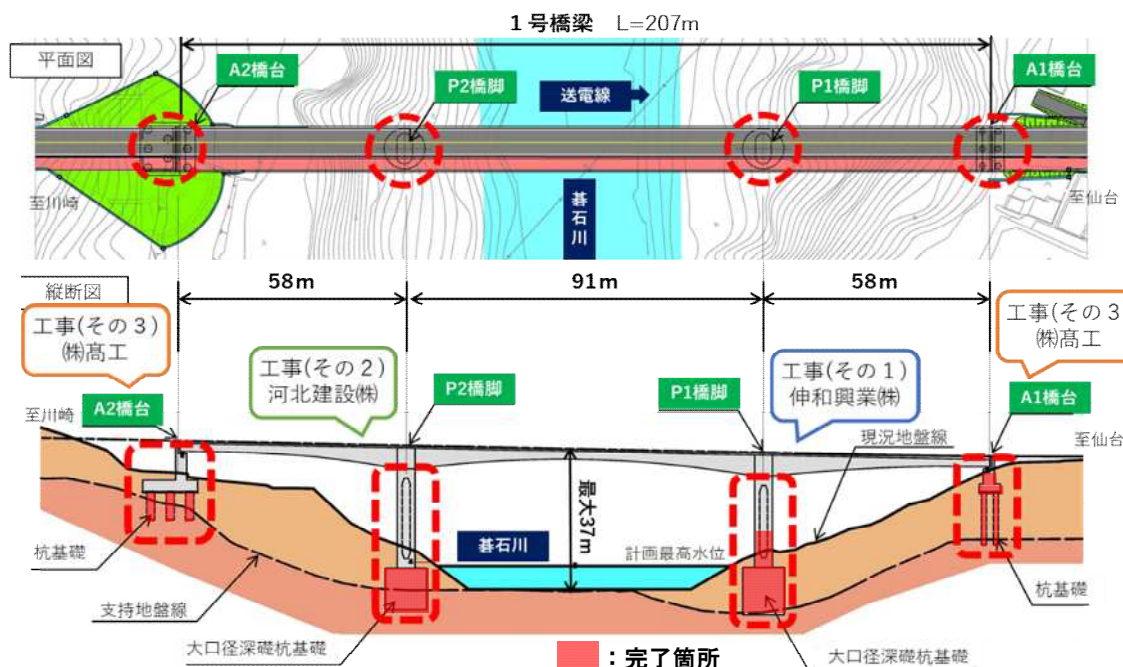 1号橋梁 L=207m
平面図
A2橋台
P2橋脚
送電線
P1橋脚
A1橋台
至川崎
碁石川
至仙台
縦断図
58m
91m
58m
工事(その3)
㈱髙工
工事(その2)
河北建設㈱
工事(その1)
伸和興業㈱
工事(その3
㈱髙工
A2橋台
P2橋脚
P1橋脚
A1橋台
至川崎
現況地盤線
至仙台
最大37m
碁石川
計画最高水位
杭基礎
杭基礎
支持地盤線
大口径深礎杭基礎
大口径深礎杭基礎
：完了箇所